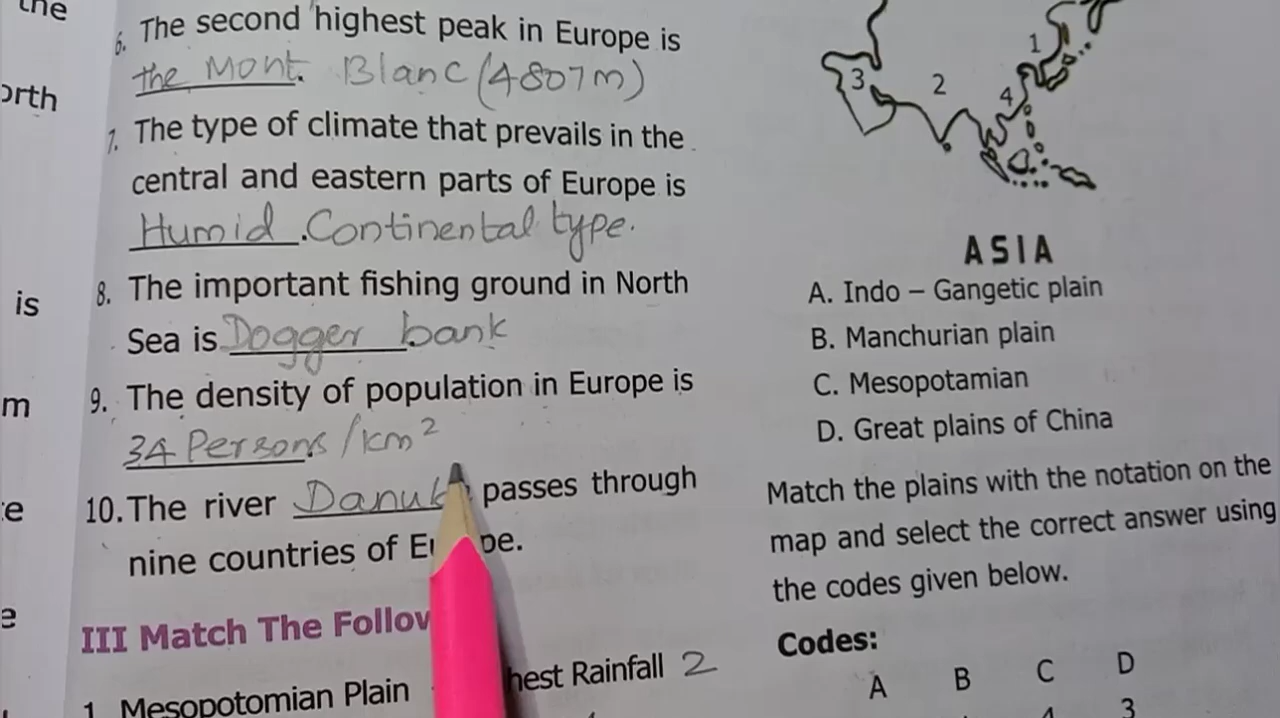 the
orth
is
m
e
e
6. The second highest peak in Europe is
the Mont. Blanc (4807m)
7. The type of climate that prevails in the
central and eastern parts of Europe is
Humid. Continental type.
8. The important fishing ground in North
Sea is Dogger bank
9. The density of population in Europe is
34 Persons/km²
10. The river passes through
nine countries of
III Match The
1 Mesopotomian Plain Rainfall 2
1
3
2
4
ASIA
A. Indo – Gangetic plain
B. Manchurian plain
C. Mesopotamian
D. Great plains of China
Match the plains with the notation on the
map and select the correct answer using
the codes given below.
Codes:
A B C D
4 3